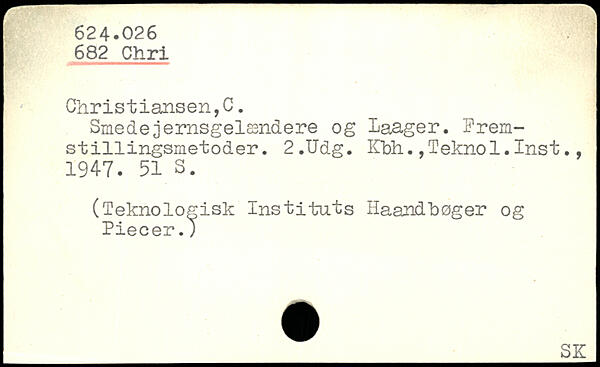 624.026
682 Chri
Christiansen,C.
Smedejernsgelændere og Laager. Frem-
stillingsmetoder. 2.Udg. Kbh.,Teknol.Inst.,
1947. 51 S.
(Teknologisk Instituts Haandbøger og
Piecer.)
SK